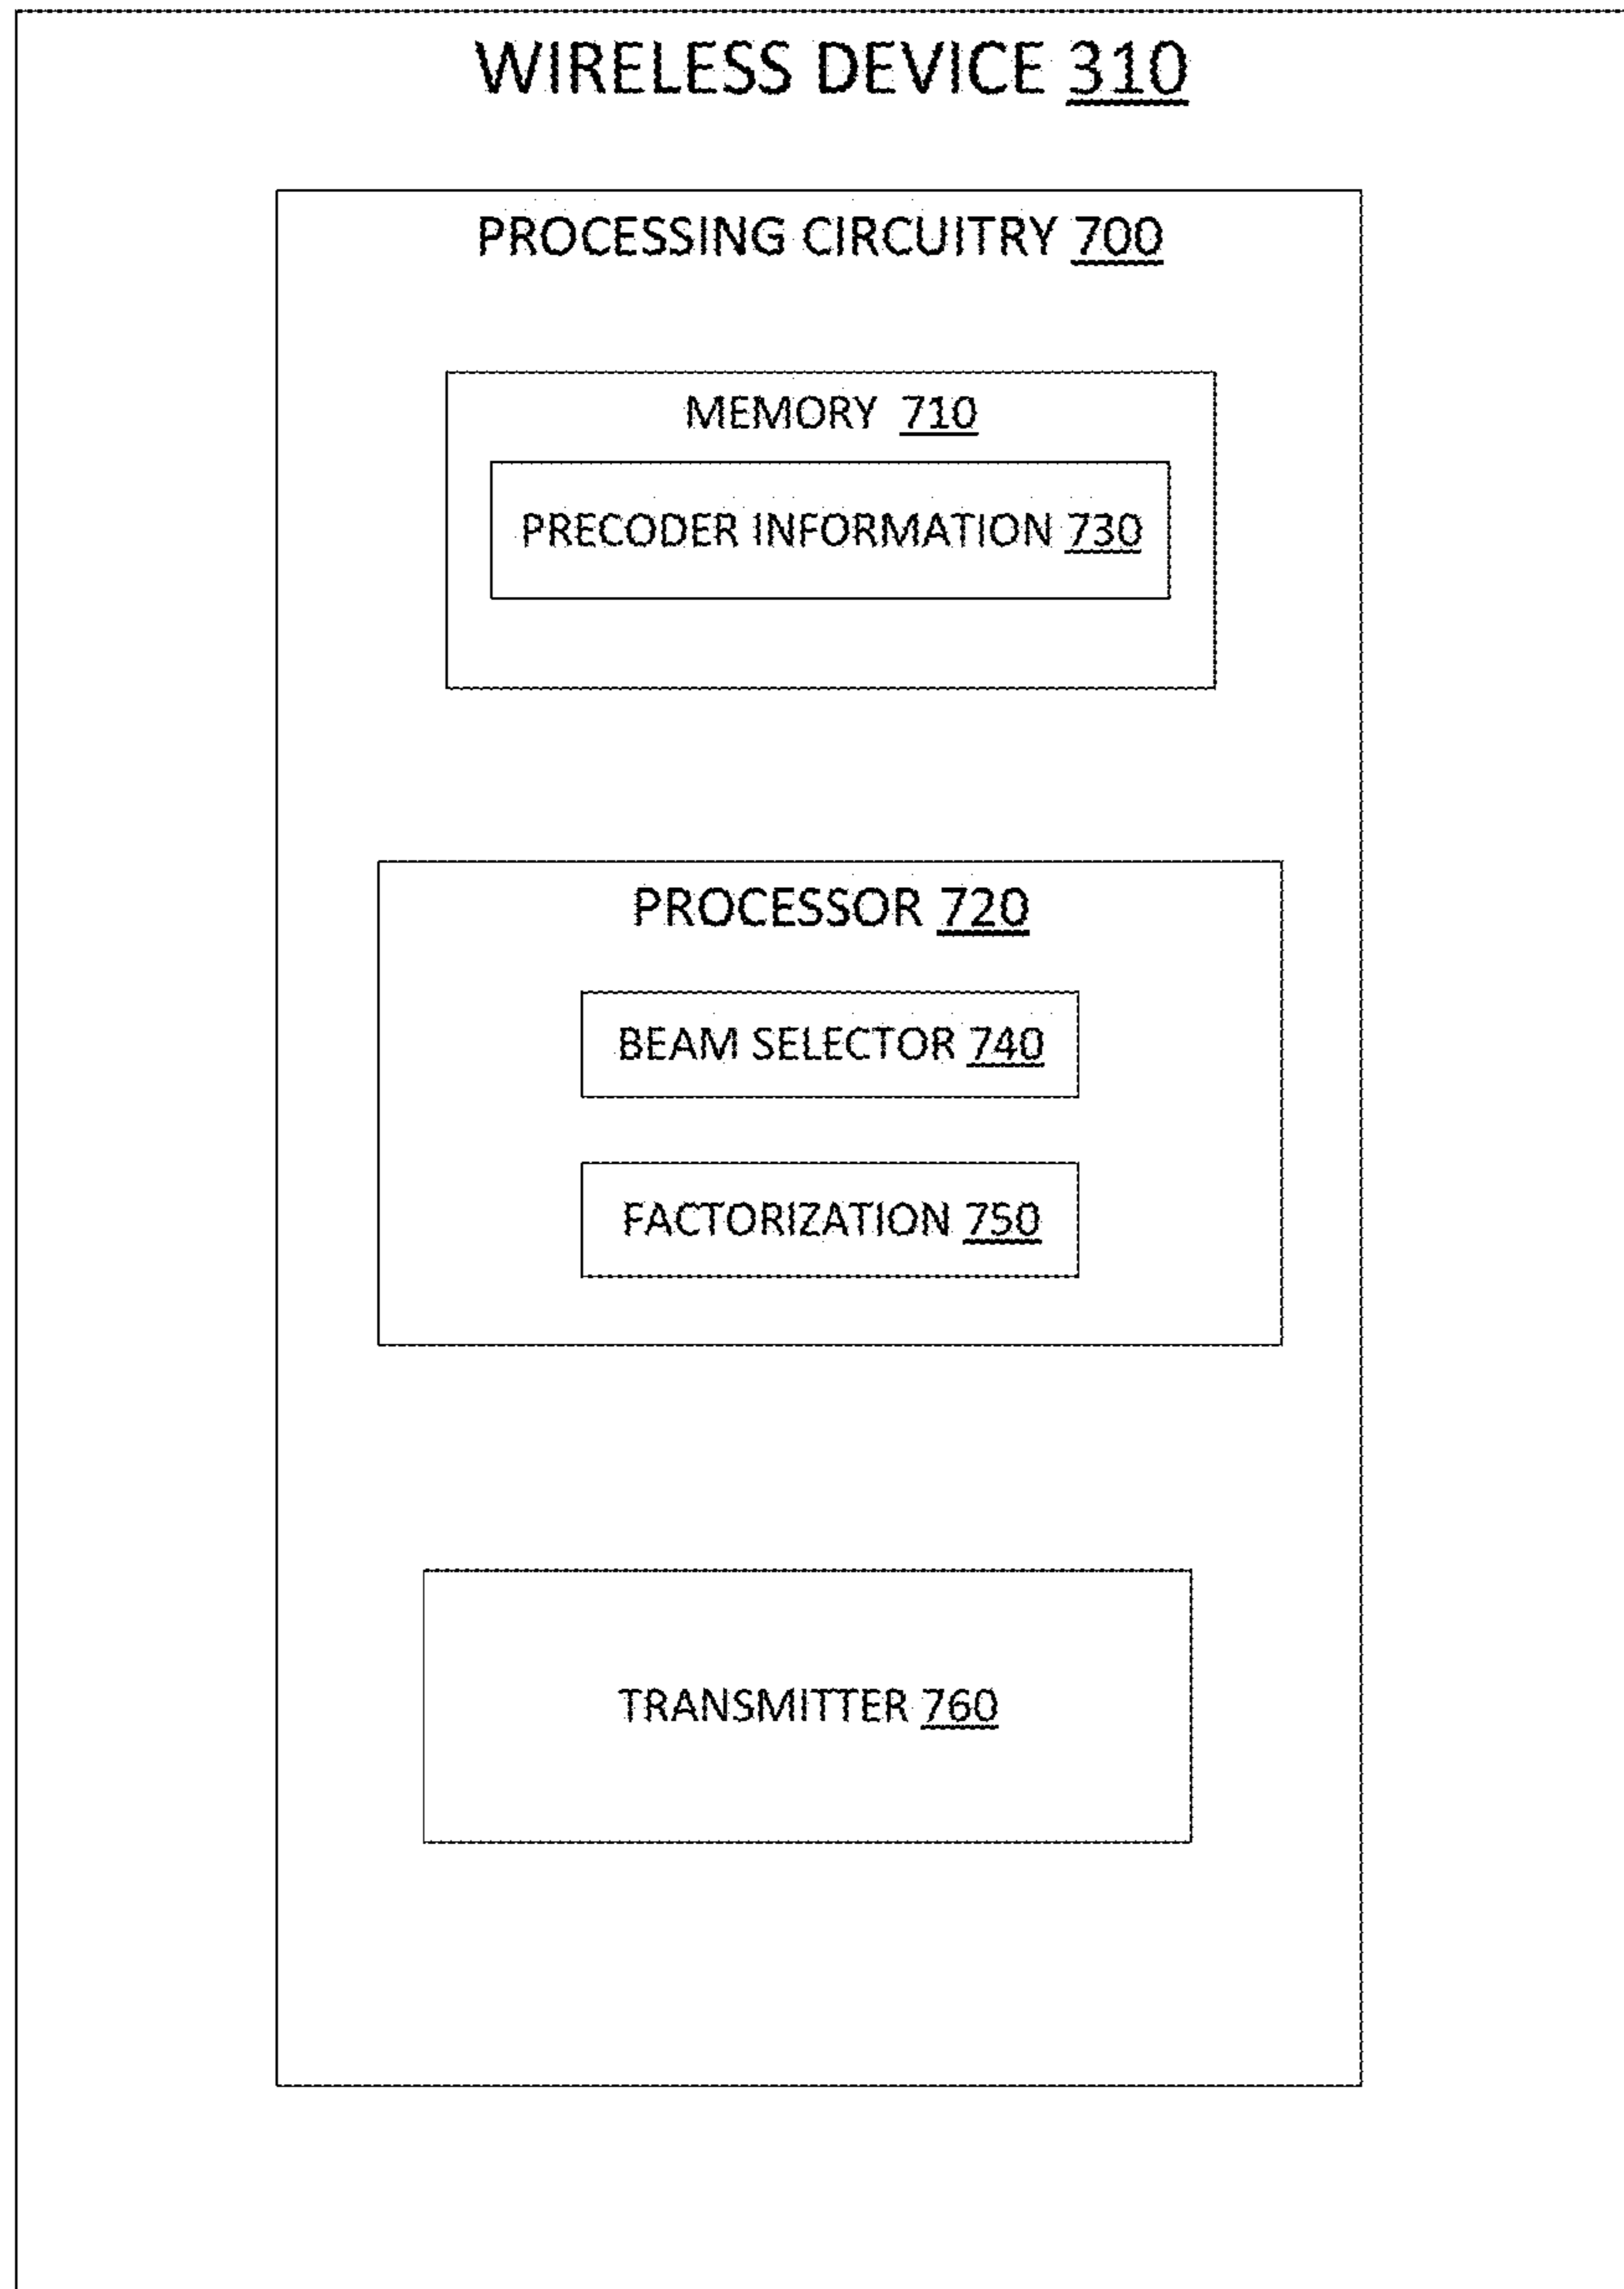 WIRELESS DEVICE 310
PROCESSING CIRCUITRY 700
MEMORY 710
PRECODER INFORMATION 730
PROCESSOR 720
BEAM SELECTOR 740
FACTORIZATION 750
TRANSMITTER 760